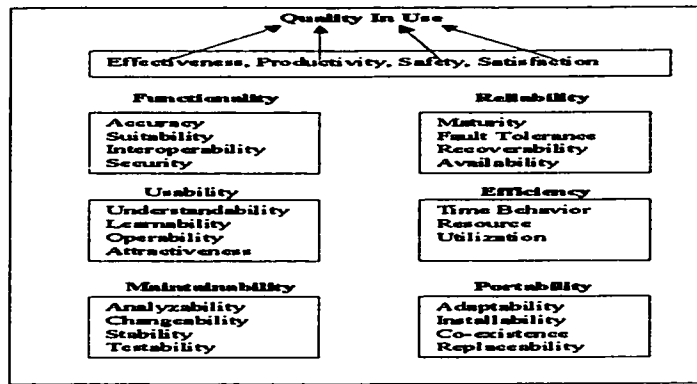 Quality In Use
Effectiveness, Productivity, Safety, Satisfaction
Functionality
Accuracy
Suitability
Interoperability
Security
Reliability
Maturity
Fault Tolerance
Recoverability
Availability
Usability
Understandability
Learnability
Operability
Attractiveness
Efficiency
Time Behavior
Resource
Utilization
Maintainability
Analyzability
Changeability
Stability
Testability
Portability
Adaptability
Installability
Co-existence
Replaceability